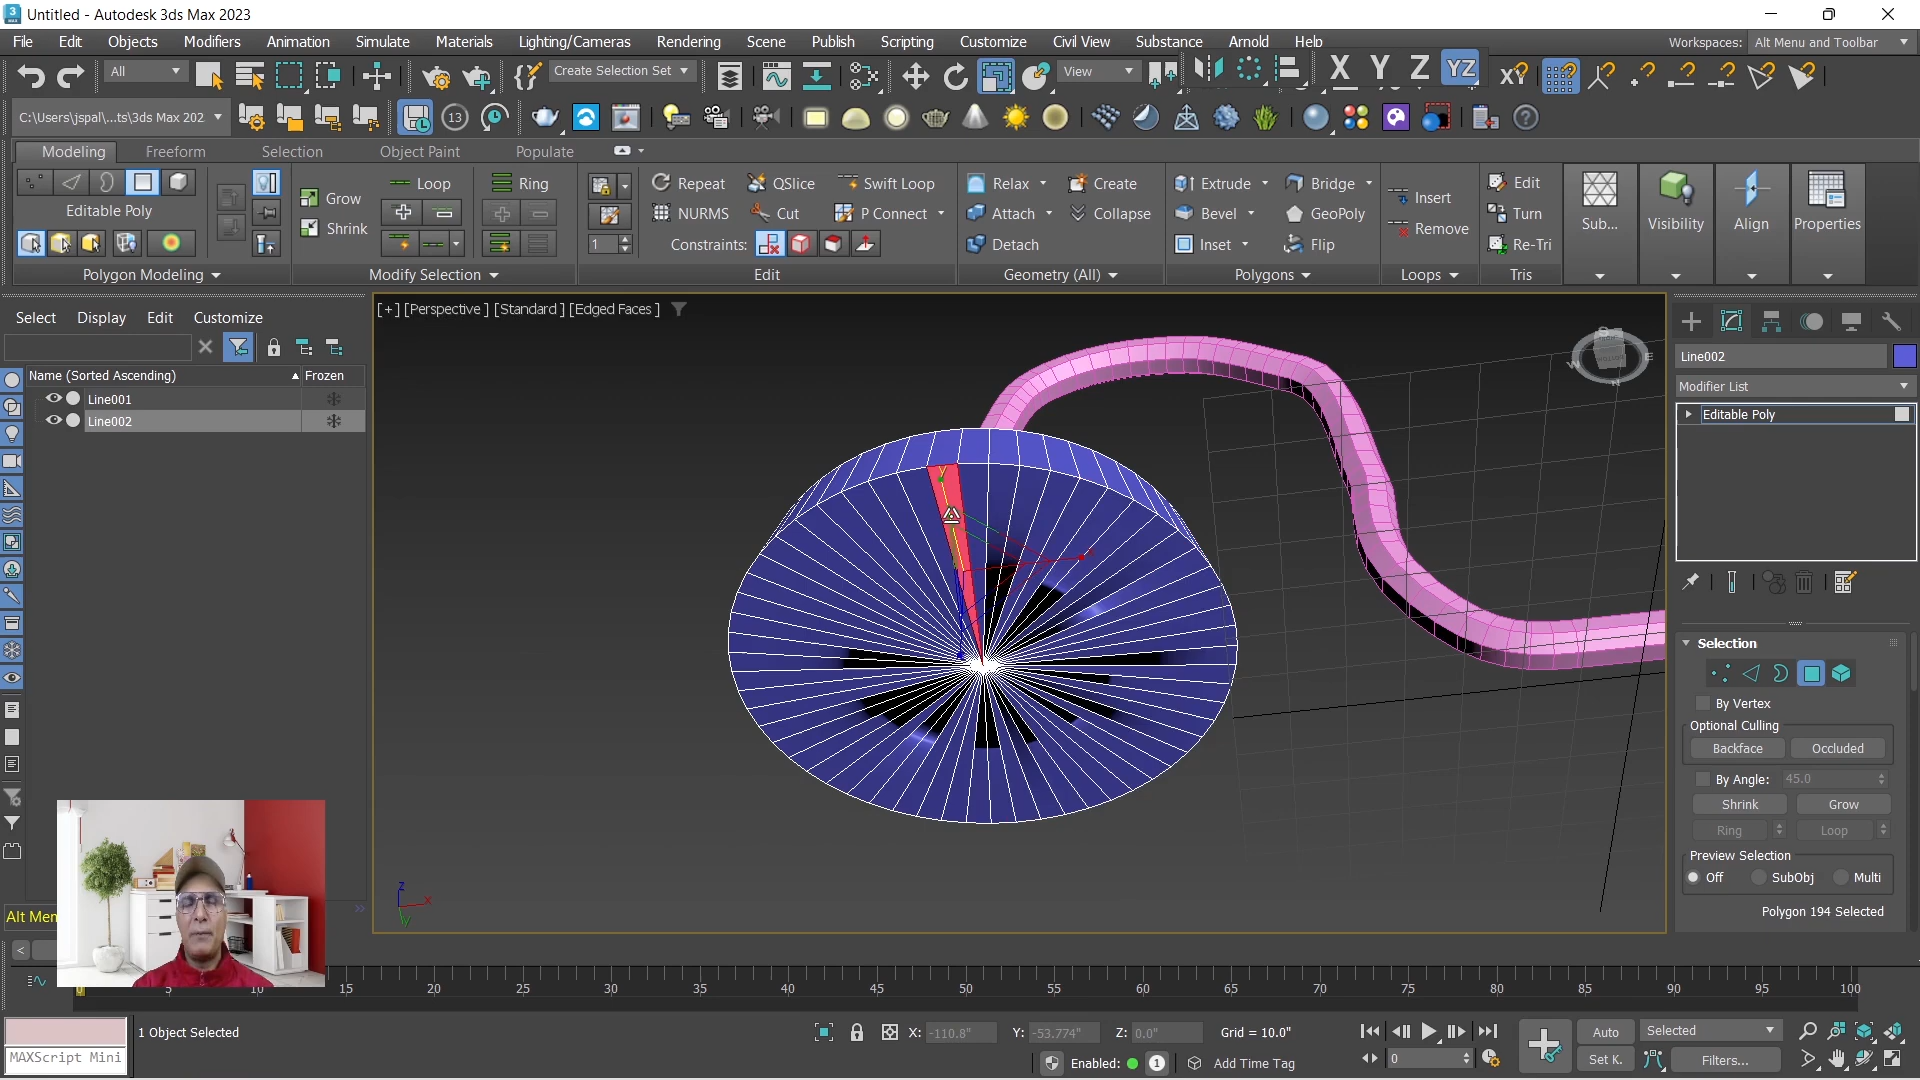 Untitled - Autodesk 3ds Max 2023
File Edit Objects Modifiers Animation Simulate Materials Lighting/Cameras Rendering Scene Publish Scripting Customize Civil View Substance Arnold Help
Workspaces: Alt Menu and Toolbar
All Create Selection Set View X Y Z YZ
C:\Users\jspal\...ts\3ds Max 202
Modeling Freeform Selection Object Paint Populate
Editable Poly
Polygon Modeling
Grow
Shrink
Loop
Ring
Modify Selection
1
Repeat QSlice Swift Loop
NURMS Cut P Connect
Constraints:
Edit
Relax Create
Attach Collapse
Detach
Geometry (All)
Extrude Bridge
Bevel GeoPoly
Inset Flip
Polygons
Insert
Remove
Loops
Edit
Turn
Re-Tri
Tris
Sub...
Visibility
Align
Properties
Select Display Edit Customize
Name (Sorted Ascending) Frozen
Line001
Line002
[+] [Perspective ] [Standard ] [Edged Faces ]
Line002
Modifier List
Editable Poly
Selection
By Vertex
Optional Culling
Backface Occluded
By Angle: 45.0
Shrink Grow
Ring Loop
Preview Selection
Off SubObj Multi
Polygon 194 Selected
Alt Men
0 5 10 15 20 25 30 35 40 45 50 55 60 65 70 75 80 85 90 95 100
MAXScript Mini
1 Object Selected
X: -110.8" Y: -53.774" Z: 0.0" Grid = 10.0"
Enabled: 1 Add Time Tag
0
Auto Selected
Set K. Filters...